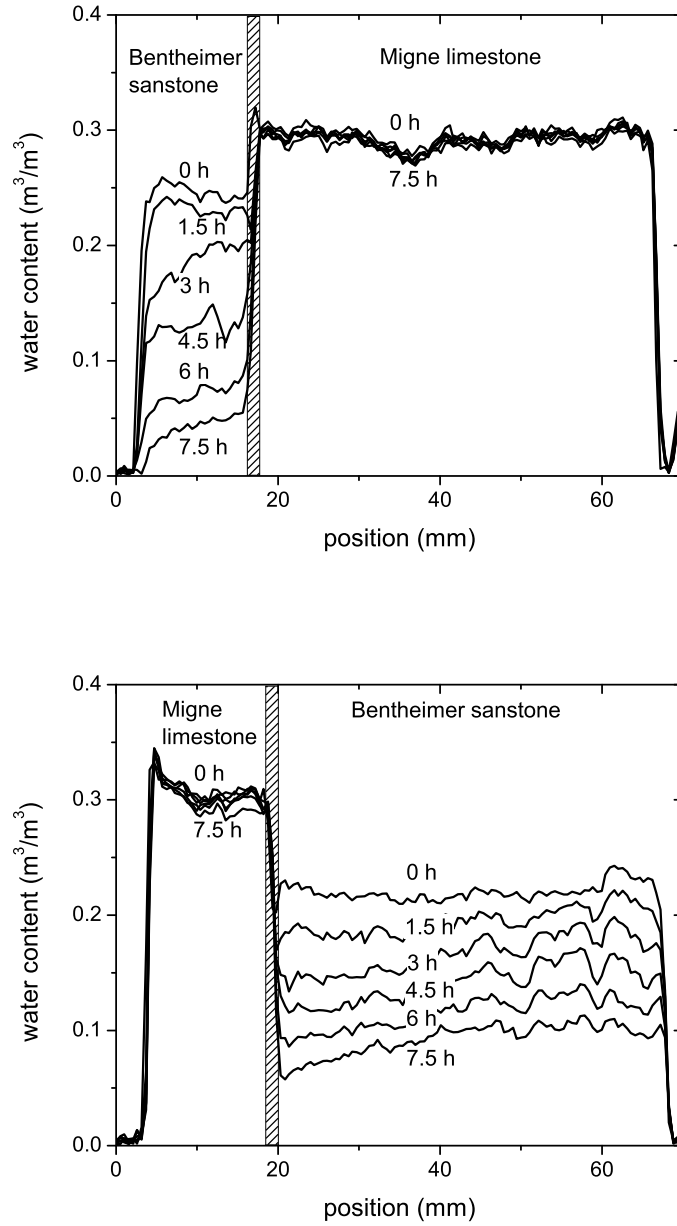 0.4
Bentheimer
sanstone
Migne limestone
0.3
0 h
7.5 h
0 h
1.5 h
0.2
3 h
4.5 h
0.1
6 h
7.5 h
0.0
0
20
40
60
water content (m³/m³)
position (mm)
0.4
Migne
limestone
Bentheimer sanstone
0 h
0.3
7.5 h
0 h
0.2
1.5 h
3 h
4.5 h
0.1
6 h
7.5 h
0.0
0
20
40
60
water content (m³/m³)
position (mm)